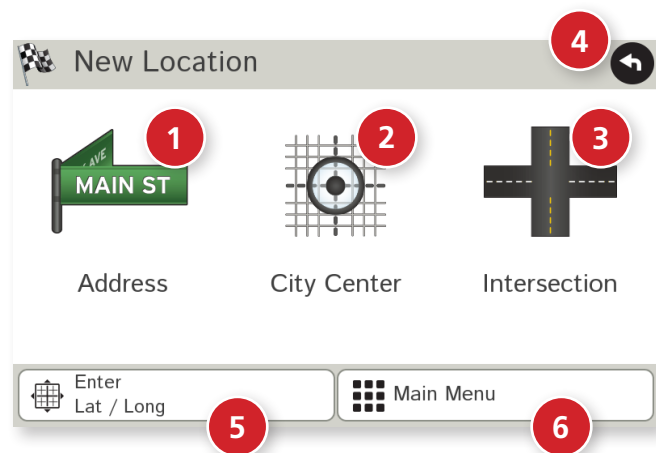 4
New Location
1
2
3
AVE
MAIN ST
Address
City Center
Intersection
Enter
Lat / Long
Main Menu
5
6